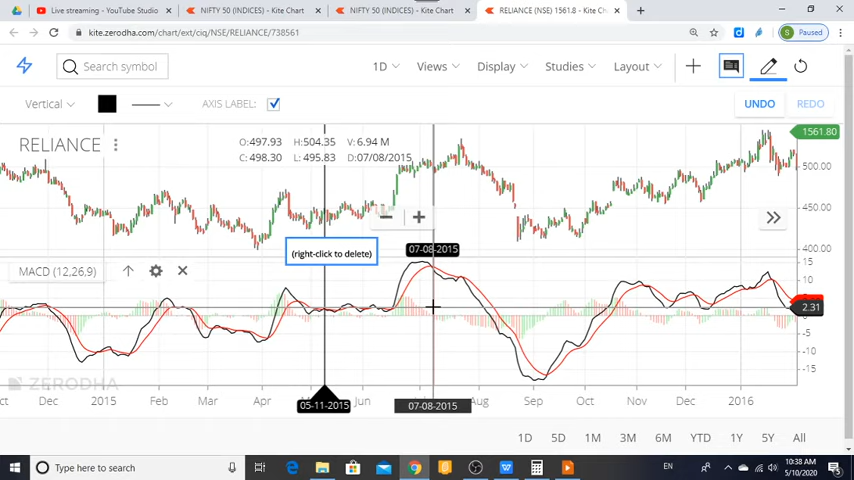 Live streaming - YouTube Studio
NIFTY 50 (INDICES) - Kite Chart
NIFTY 50 (INDICES) - Kite Chart
RELIANCE (NSE) 1561.8 - Kite Ch
kite.zerodha.com/chart/ext/ciq/NSE/RELIANCE/738561
S Paused
Search symbol
1D Views Display Studies Layout
Vertical AXIS LABEL: UNDO REDO
RELIANCE
O:497.93 H:504.35 V:6.94 M
C:498.30 L:495.83 D:07/08/2015
1561.80
500.00
450.00
400.00
(right-click to delete)
07-08-2015
MACD (12,26,9)
15
10
2.31
-5
-10
-15
ZERODHA
Dec 2015 Feb Mar Apr Jun Aug Sep Oct Nov Dec 2016
05-11-2015 07-08-2015
1D 5D 1M 3M 6M YTD 1Y 5Y All
Type here to search
EN
10:38 AM
5/10/2020